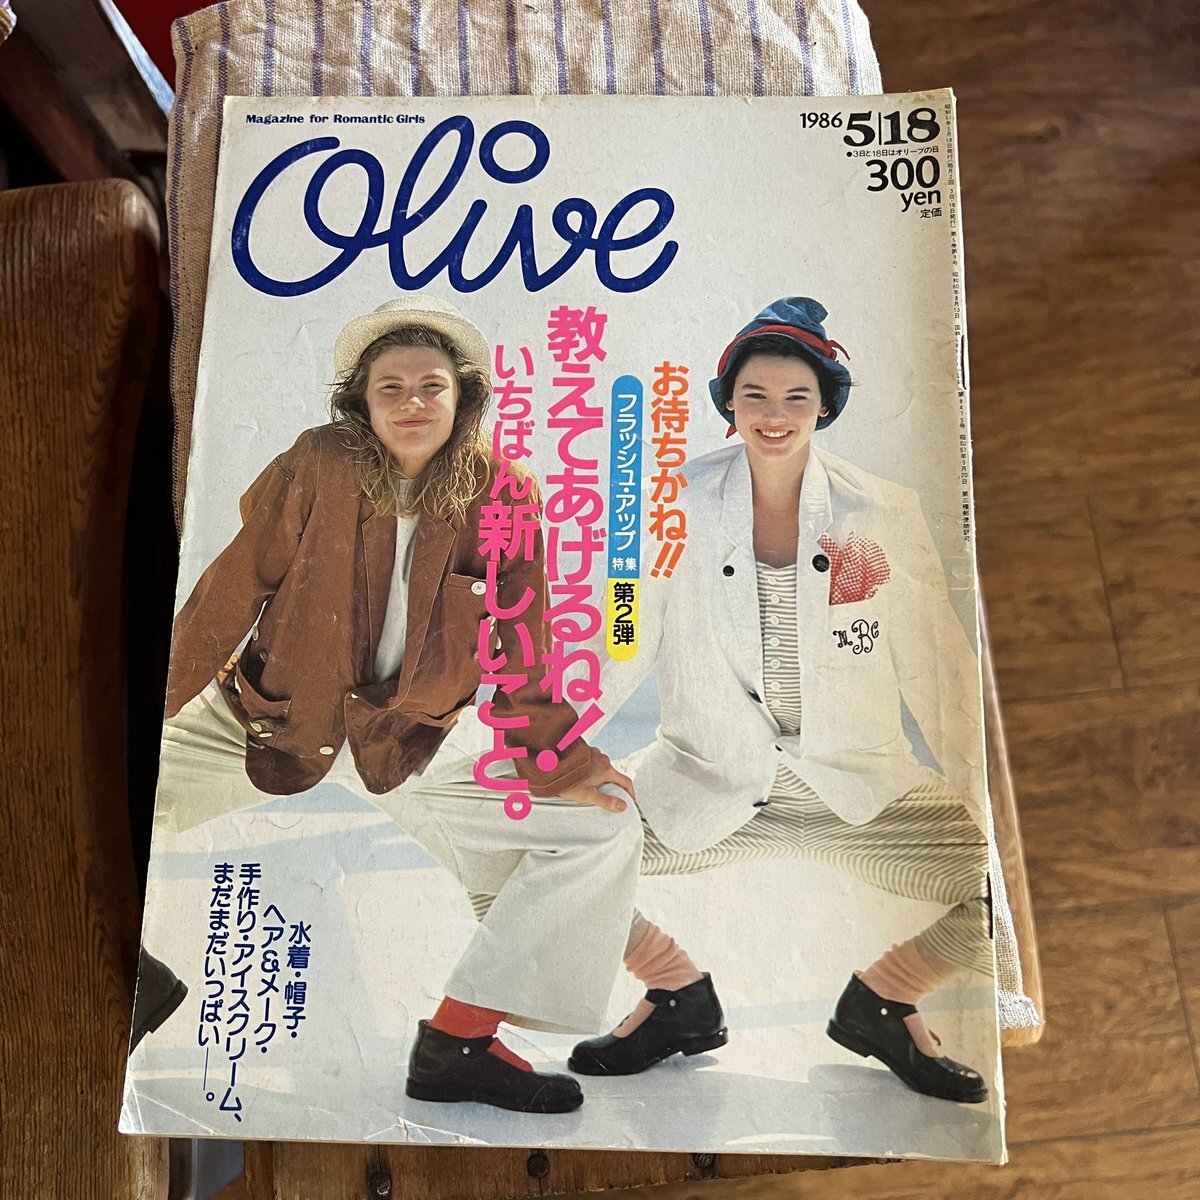 Magazine for Romantic Girls
Olive
1986 5|18
●3日と18日はオリーブの日
300
yen
定価
お待ちかね!!
フラッシュ・アップ特集 第2弾
教えてあげるね!
いちばん新しいこと。
M Bc
水着・帽子・
ヘア&メーク・
手作り・アイスクリーム、
まだまだいっぱい——。